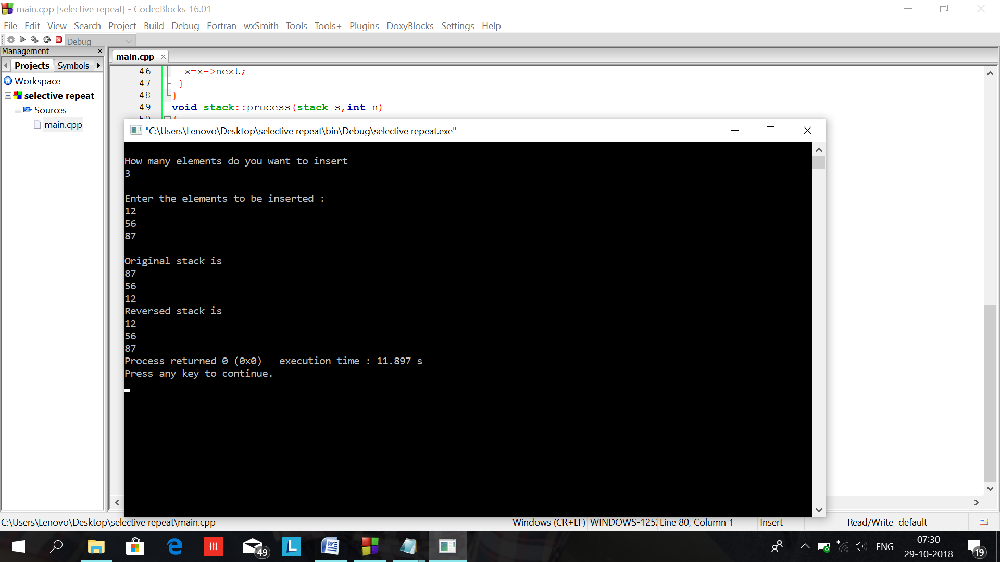 main.cpp [selective repeat] - Code::Blocks 16.01
File Edit View Search Project Build Debug Fortran wxSmith Tools Tools+ Plugins DoxyBlocks Settings Help
Debug
Management
main.cpp
Projects Symbols
Workspace
selective repeat
Sources
main.cpp
46 x=x->next;
47 }
48 }
49 void stack::process(stack s,int n)
50 {
"C:\Users\Lenovo\Desktop\selective repeat\bin\Debug\selective repeat.exe"
How many elements do you want to insert
3
Enter the elements to be inserted :
12
56
87
Original stack is
87
56
12
Reversed stack is
12
56
87
Process returned 0 (0x0) execution time : 11.897 s
Press any key to continue.
C:\Users\Lenovo\Desktop\selective repeat\main.cpp Windows (CR+LF) WINDOWS-1252 Line 80, Column 1 Insert Read/Write default
49
L
W
ENG
07:30
29-10-2018
19